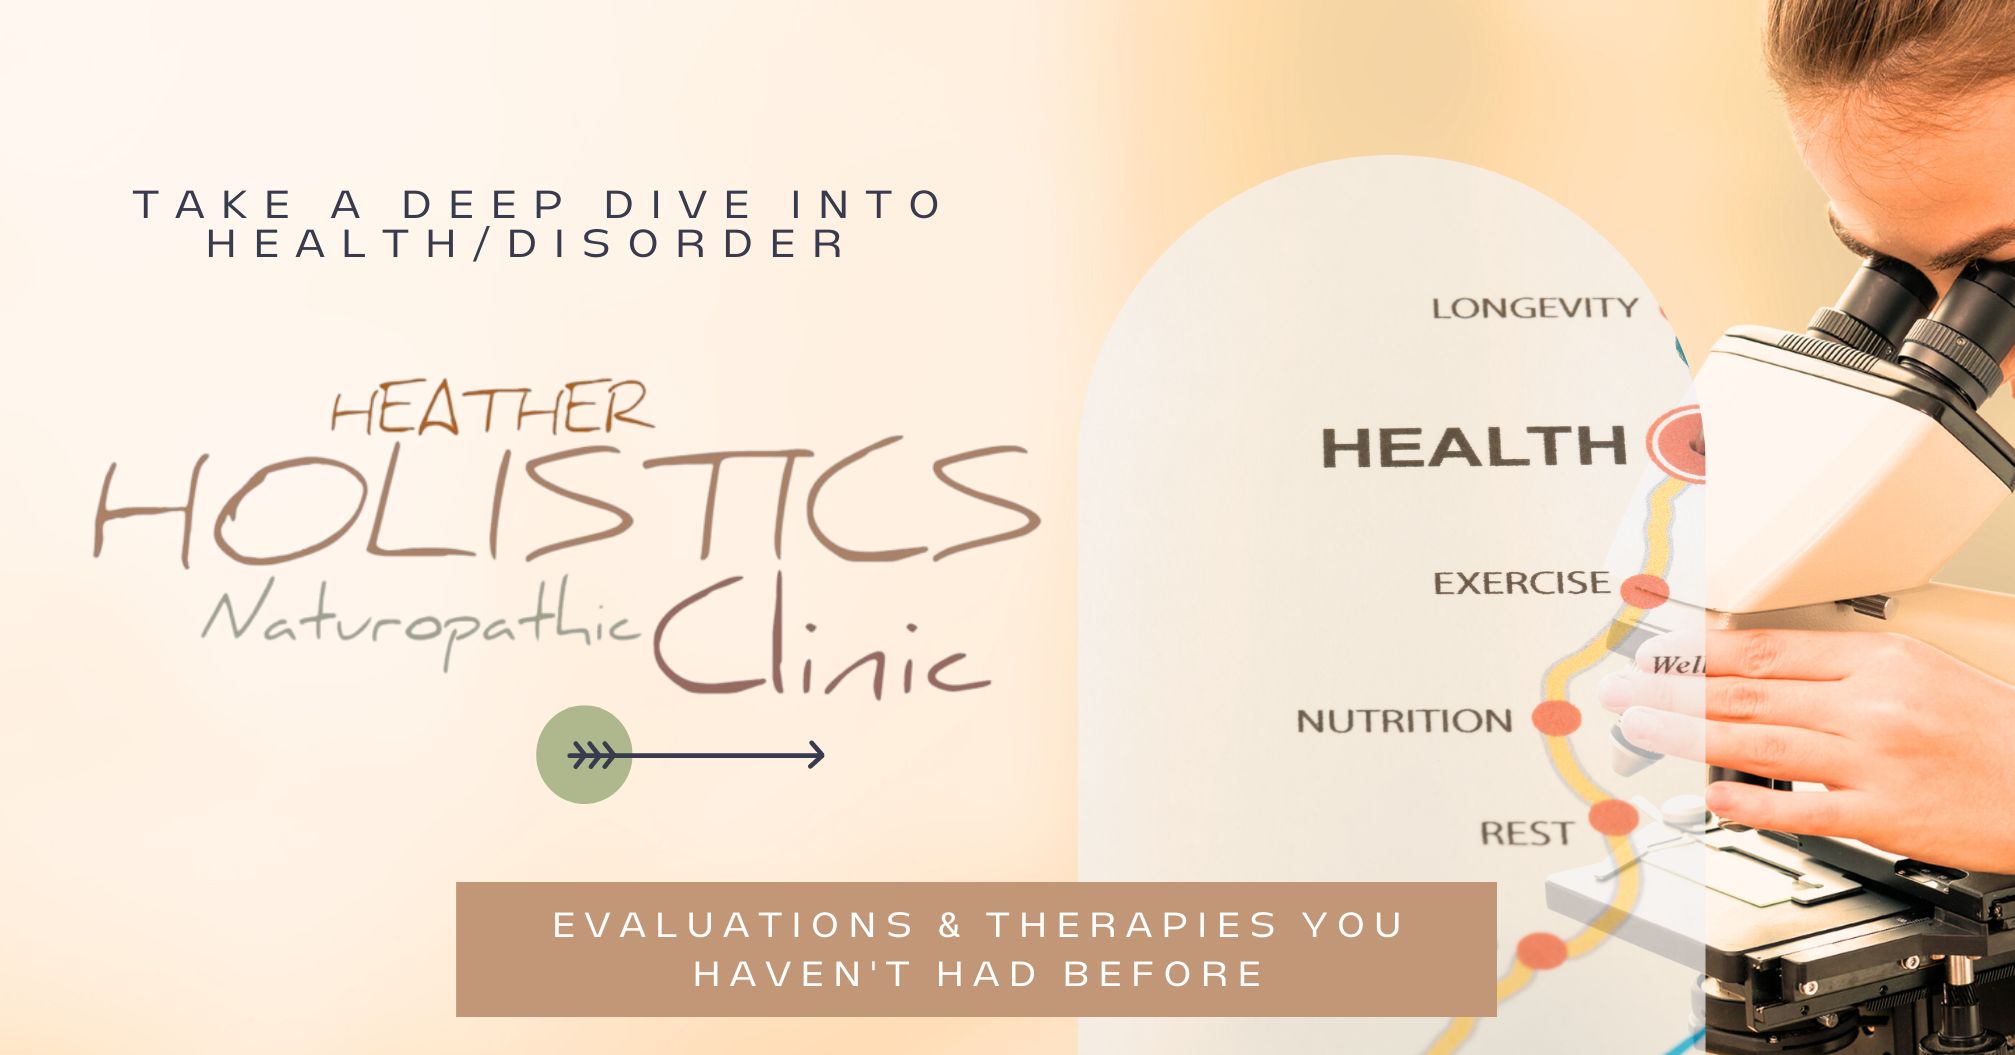 TAKE A DEEP DIVE INTO
HEALTH/DISORDER
HEATHER
HOLISTICS
Naturopathic Clinic
LONGEVITY
HEALTH
EXERCISE
Well
NUTRITION
REST
EVALUATIONS & THERAPIES YOU
HAVEN'T HAD BEFORE